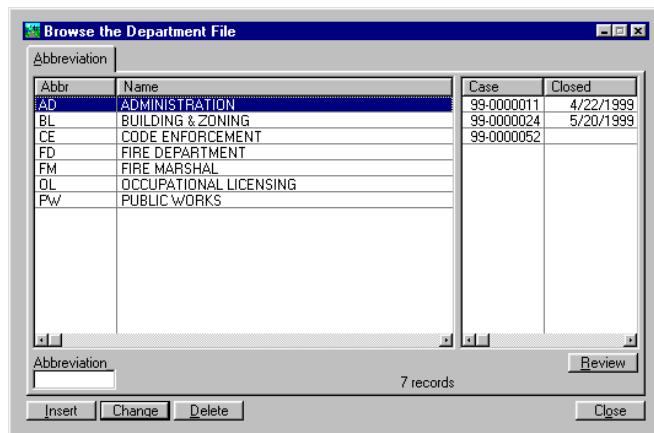 Browse the Department File
Abbreviation
Abbr Name Case Closed
AD ADMINISTRATION 99-0000011 4/22/1999
BL BUILDING & ZONING 99-0000024 5/20/1999
CE CODE ENFORCEMENT 99-0000052
FD FIRE DEPARTMENT
FM FIRE MARSHAL
OL OCCUPATIONAL LICENSING
PW PUBLIC WORKS
Abbreviation Review
7 records
Insert Change Delete Close